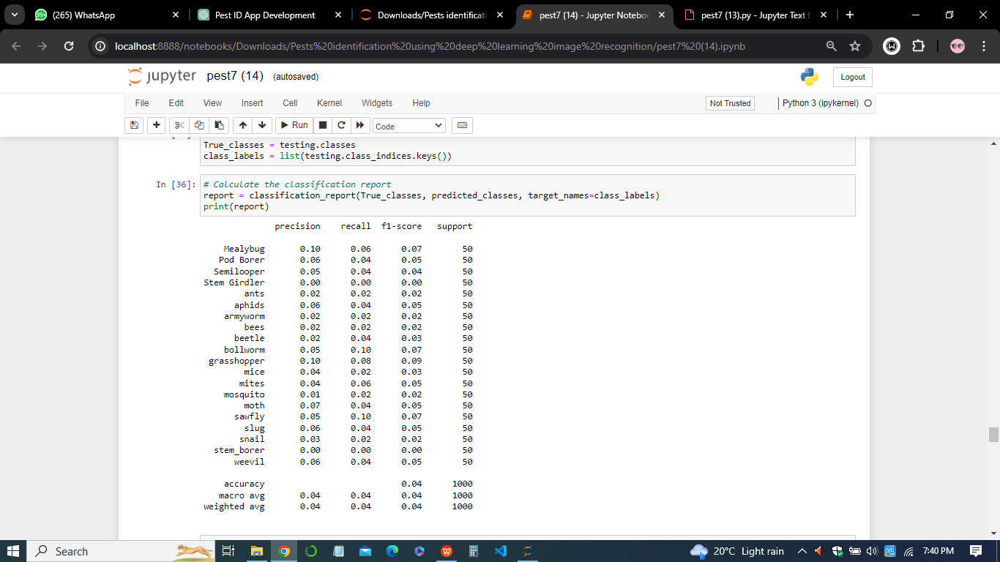 (265) WhatsApp
Pest ID App Development
Downloads/Pests identificati
pest7 (14) - Jupyter Noteboo
pest7 (13).py - Jupyter Text E
localhost:8888/notebooks/Downloads/Pests%20identification%20using%20deep%20learning%20image%20recognition/pest7%20(14).ipynb
jupyter pest7 (14) (autosaved)
Logout
File Edit View Insert Cell Kernel Widgets Help
Not Trusted
Python 3 (ipykernel)
Run
Code
True_classes = testing.classes
class_labels = list(testing.class_indices.keys())
In [36]: # Calculate the classification report
report = classification_report(True_classes, predicted_classes, target_names=class_labels)
print(report)
precision recall f1-score support
Mealybug 0.10 0.06 0.07 50
Pod Borer 0.06 0.04 0.05 50
Semilooper 0.05 0.04 0.04 50
Stem Girdler 0.00 0.00 0.00 50
ants 0.02 0.02 0.02 50
aphids 0.06 0.04 0.05 50
armyworm 0.02 0.02 0.02 50
bees 0.02 0.02 0.02 50
beetle 0.02 0.04 0.03 50
bollworm 0.05 0.10 0.07 50
grasshopper 0.10 0.08 0.09 50
mice 0.04 0.02 0.03 50
mites 0.04 0.06 0.05 50
mosquito 0.01 0.02 0.02 50
moth 0.07 0.04 0.05 50
sawfly 0.05 0.10 0.07 50
slug 0.06 0.04 0.05 50
snail 0.03 0.02 0.02 50
stem_borer 0.00 0.00 0.00 50
weevil 0.06 0.04 0.05 50
accuracy 0.04 1000
macro avg 0.04 0.04 0.04 1000
weighted avg 0.04 0.04 0.04 1000
Search
20°C Light rain
7:40 PM